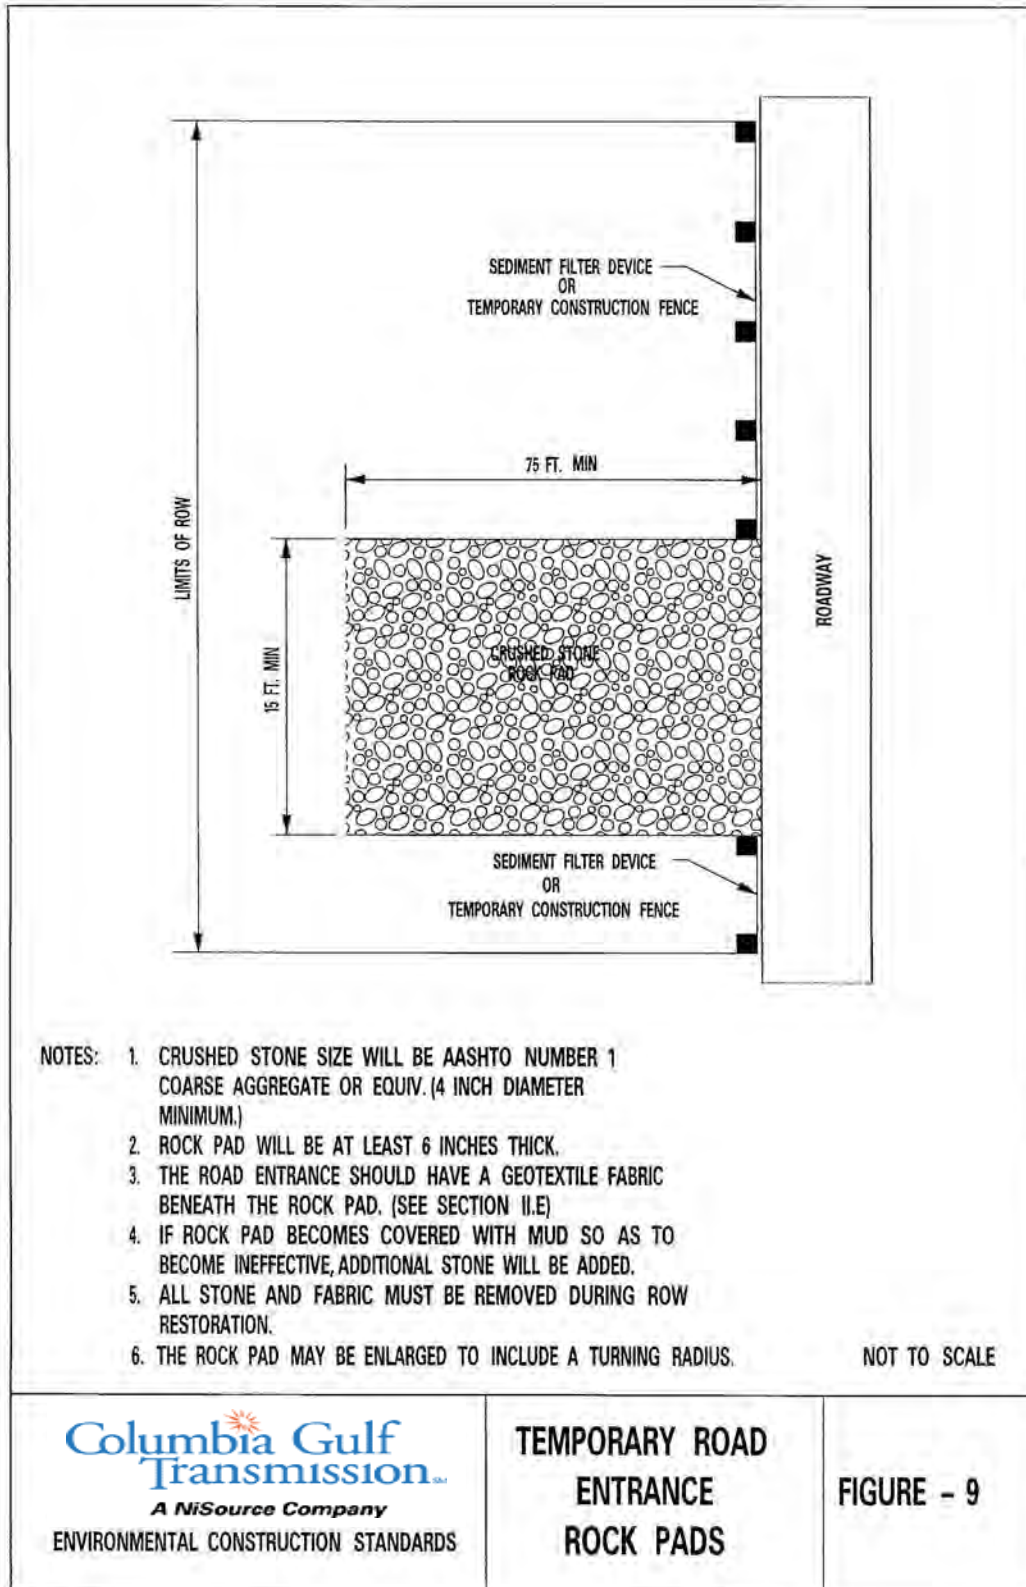 SEDIMENT FILTER DEVICE
OR
TEMPORARY CONSTRUCTION FENCE
75 FT. MIN
LIMITS OF ROW
15 FT. MIN
CRUSHED STONE
ROCK PAD
ROADWAY
SEDIMENT FILTER DEVICE
OR
TEMPORARY CONSTRUCTION FENCE
NOTES: 1. CRUSHED STONE SIZE WILL BE AASHTO NUMBER 1
COARSE AGGREGATE OR EQUIV. (4 INCH DIAMETER
MINIMUM.)
2. ROCK PAD WILL BE AT LEAST 6 INCHES THICK.
3. THE ROAD ENTRANCE SHOULD HAVE A GEOTEXTILE FABRIC
BENEATH THE ROCK PAD. (SEE SECTION II.E)
4. IF ROCK PAD BECOMES COVERED WITH MUD SO AS TO
BECOME INEFFECTIVE, ADDITIONAL STONE WILL BE ADDED.
5. ALL STONE AND FABRIC MUST BE REMOVED DURING ROW
RESTORATION.
6. THE ROCK PAD MAY BE ENLARGED TO INCLUDE A TURNING RADIUS.
NOT TO SCALE
Columbia Gulf
Transmission SM
A NiSource Company
ENVIRONMENTAL CONSTRUCTION STANDARDS
TEMPORARY ROAD
ENTRANCE
ROCK PADS
FIGURE - 9